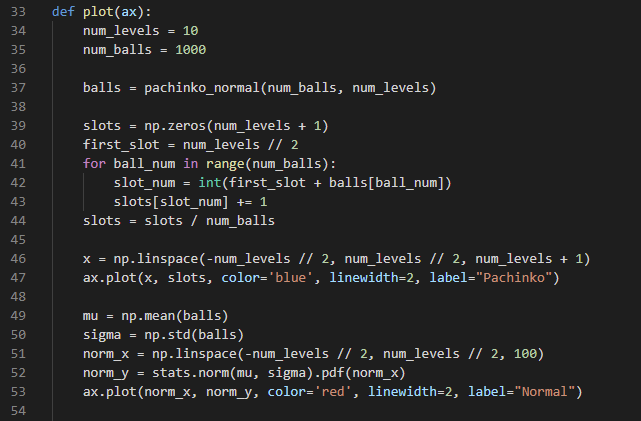 33 def plot(ax):
34     num_levels = 10
35     num_balls = 1000
36
37     balls = pachinko_normal(num_balls, num_levels)
38
39     slots = np.zeros(num_levels + 1)
40     first_slot = num_levels // 2
41     for ball_num in range(num_balls):
42         slot_num = int(first_slot + balls[ball_num])
43         slots[slot_num] += 1
44     slots = slots / num_balls
45
46     x = np.linspace(-num_levels // 2, num_levels // 2, num_levels + 1)
47     ax.plot(x, slots, color='blue', linewidth=2, label="Pachinko")
48
49     mu = np.mean(balls)
50     sigma = np.std(balls)
51     norm_x = np.linspace(-num_levels // 2, num_levels // 2, 100)
52     norm_y = stats.norm(mu, sigma).pdf(norm_x)
53     ax.plot(norm_x, norm_y, color='red', linewidth=2, label="Normal")
54